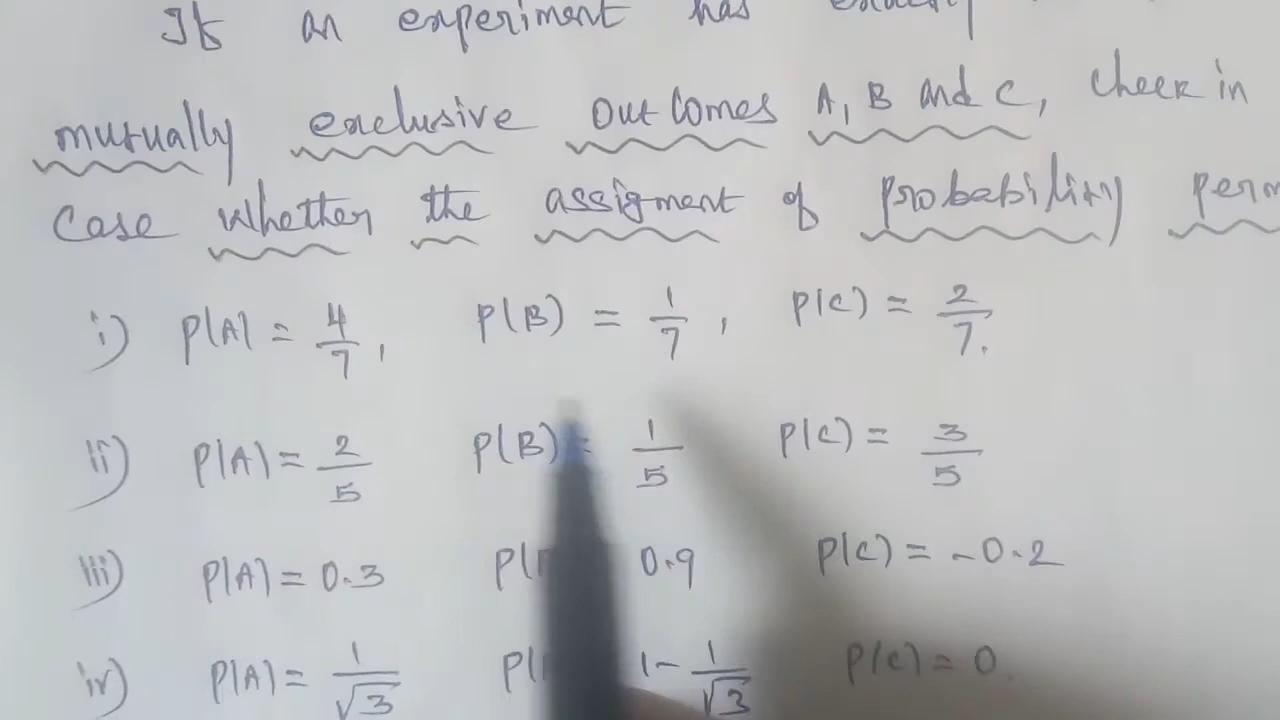 If an experiment has
mutually exclusive outcomes A, B and C, check in
case whether the assigment of probability
i) P(A) = 4/7, P(B) = 1/7, P(C) = 2/7.
ii) P(A) = 2/5 P(B) = 1/5 P(C) = 3/5
iii) P(A) = 0.3 0.9 P(C) = -0.2
iv) P(A) = 1/√3 1 - 1/√3 P(C) = 0